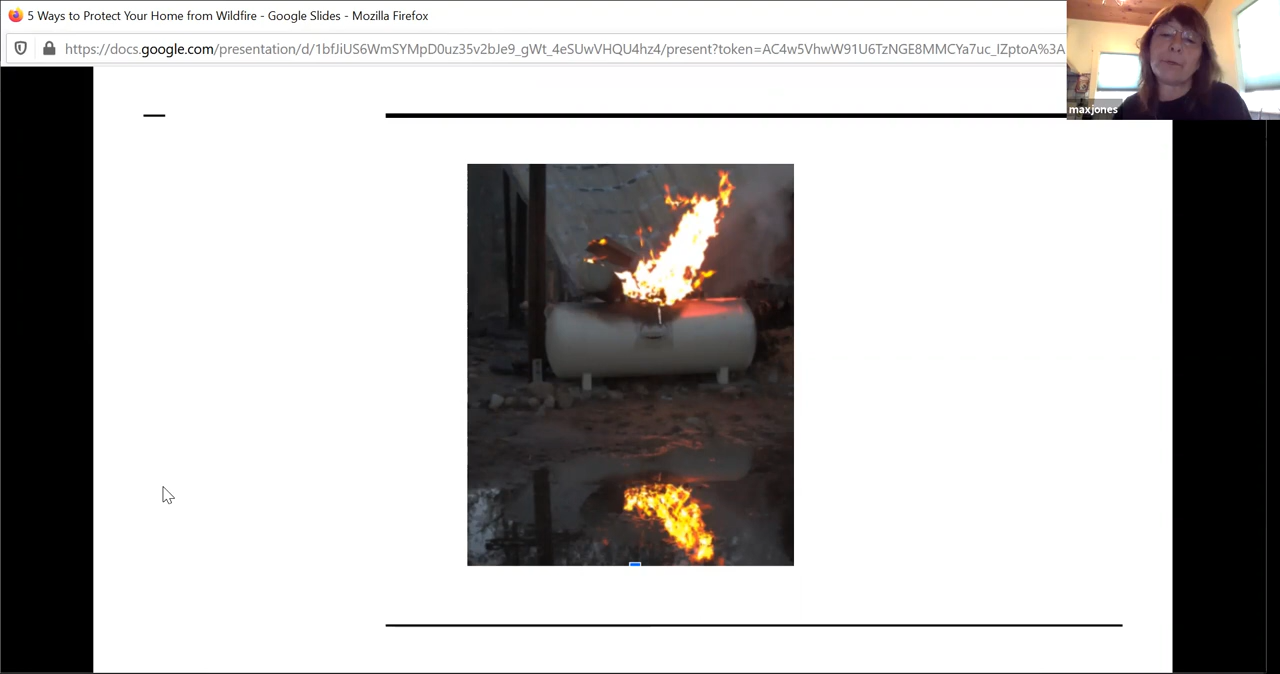 5 Ways to Protect Your Home from Wildfire - Google Slides - Mozilla Firefox
https://docs.google.com/presentation/d/1bfJiUS6WmSYMpD0uz35v2bJe9_gWt_4eSUwVHQU4hz4/present?token=AC4w5VhwW91U6TzNGE8MMCYa7uc_IZptoA%3A
maxjones